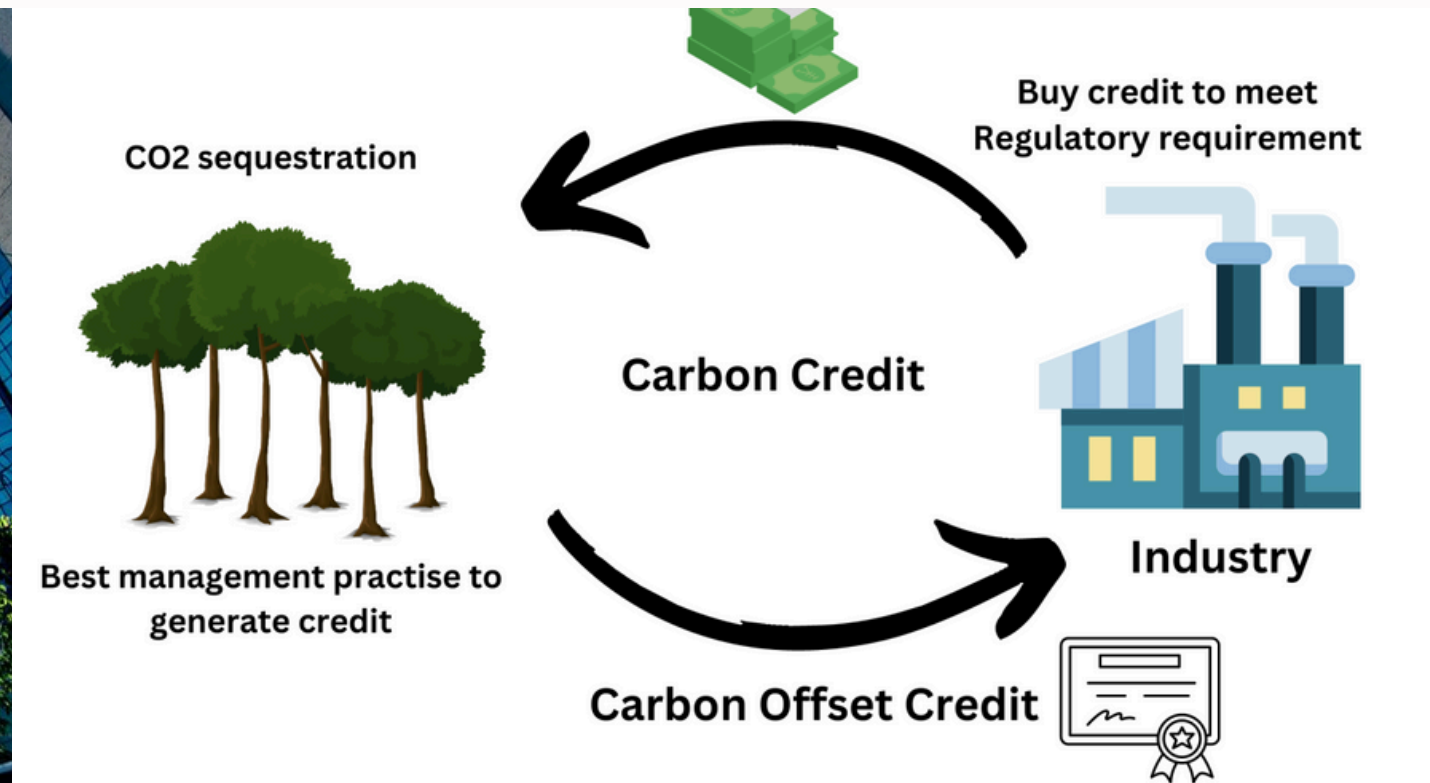 Buy credit to meet
Regulatory requirement
CO2 sequestration
Carbon Credit
Industry
Best management practise to
generate credit
Carbon Offset Credit